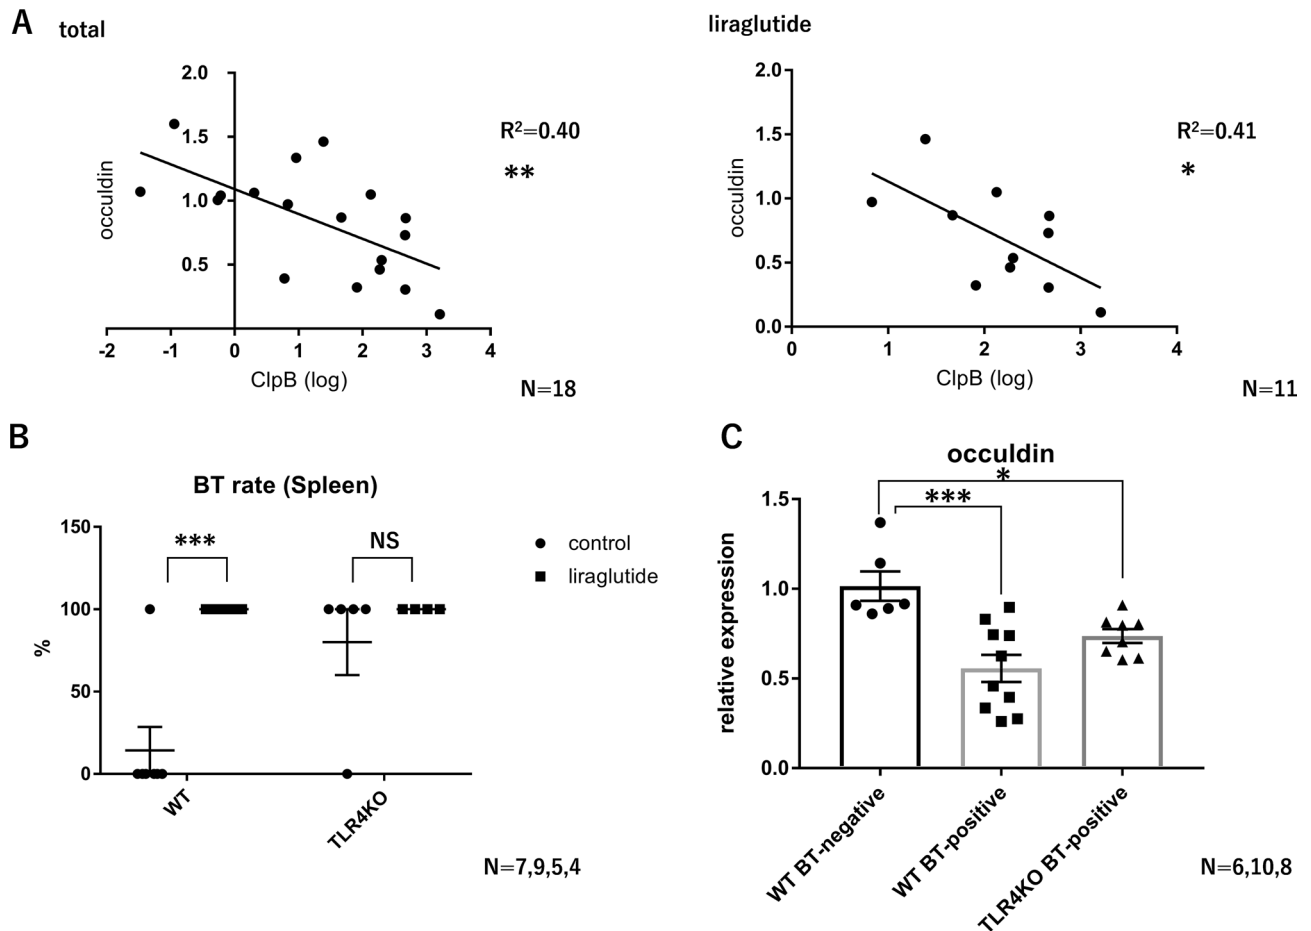 A total
2.0
1.5
1.0
0.5
-2 -1 0 1 2 3 4
occuldin
ClpB (log)
R²=0.40
**
N=18
liraglutide
2.0
1.5
1.0
0.5
0.0
0 1 2 3 4
occuldin
ClpB (log)
R²=0.41
*
N=11
B
BT rate (Spleen)
150
100
50
0
%
***
NS
control
liraglutide
WT
TLR4KO
N=7,9,5,4
C
occuldin
*
***
1.5
1.0
0.5
0.0
relative expression
WT BT-negative
WT BT-positive
TLR4KO BT-positive
N=6,10,8